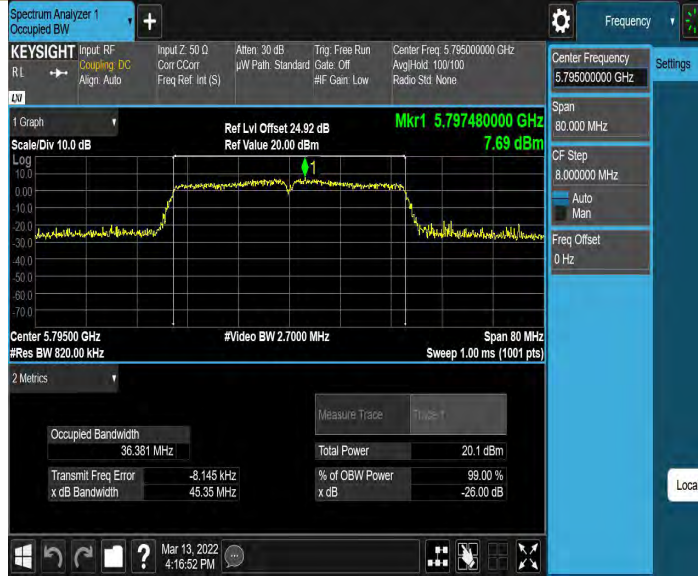 Spectrum Analyzer 1
Occupied BW
Frequency
KEYSIGHT
Input: RF
Input Z: 50 Ω
Atten: 30 dB
Trig: Free Run
Center Freq: 5.795000000 GHz
RL
Coupling: DC
Corr CCorr
µW Path: Standard
Gate: Off
Avg|Hold: 100/100
Align: Auto
Freq Ref: Int (S)
#IF Gain: Low
Radio Std: None
LXI
Center Frequency
5.795000000 GHz
Settings
Span
80.000 MHz
CF Step
8.000000 MHz
Auto
Man
Freq Offset
0 Hz
1 Graph
Ref Lvl Offset 24.92 dB
Mkr1 5.797480000 GHz
Scale/Div 10.0 dB
Ref Value 20.00 dBm
7.69 dBm
Log
1
10.0
0.00
-10.0
-20.0
-30.0
-40.0
-50.0
-60.0
-70.0
Center 5.79500 GHz
#Video BW 2.7000 MHz
Span 80 MHz
#Res BW 820.00 kHz
Sweep 1.00 ms (1001 pts)
2 Metrics
Measure Trace
Trace 1
Occupied Bandwidth
36.381 MHz
Total Power
20.1 dBm
Transmit Freq Error
-8.145 kHz
% of OBW Power
99.00 %
x dB Bandwidth
45.35 MHz
x dB
-26.00 dB
Loca
?
Mar 13, 2022
4:16:52 PM